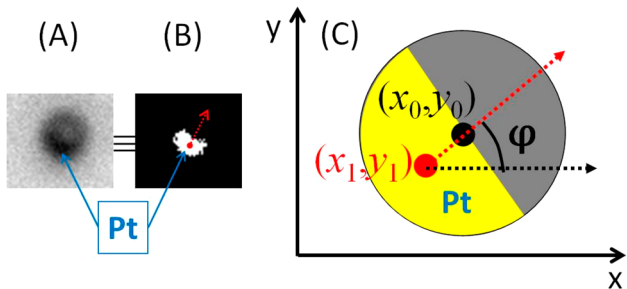 (A)
(B)
Pt
y
(C)
(x₀,y₀)
φ
(x₁,y₁)
Pt
x